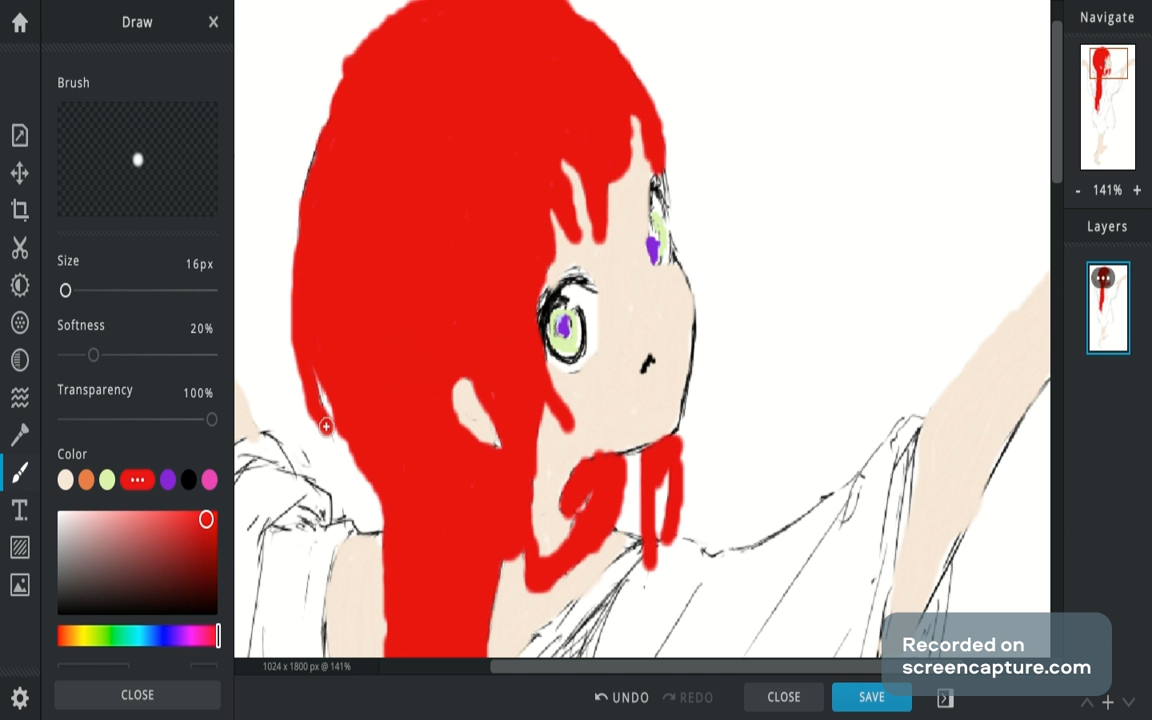 Draw
Brush
Size
16px
Softness
20%
Transparency
100%
Color
CLOSE
1024 x 1800 px @ 141%
UNDO
REDO
CLOSE
SAVE
Navigate
- 141% +
Layers
Recorded on
screencapture.com